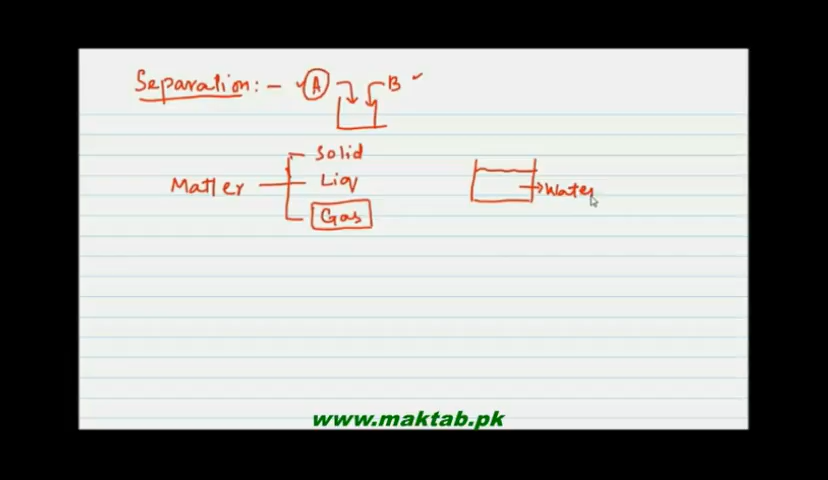 Separation:- A B
Solid
Matter Liq
Gas
Water
www.maktab.pk